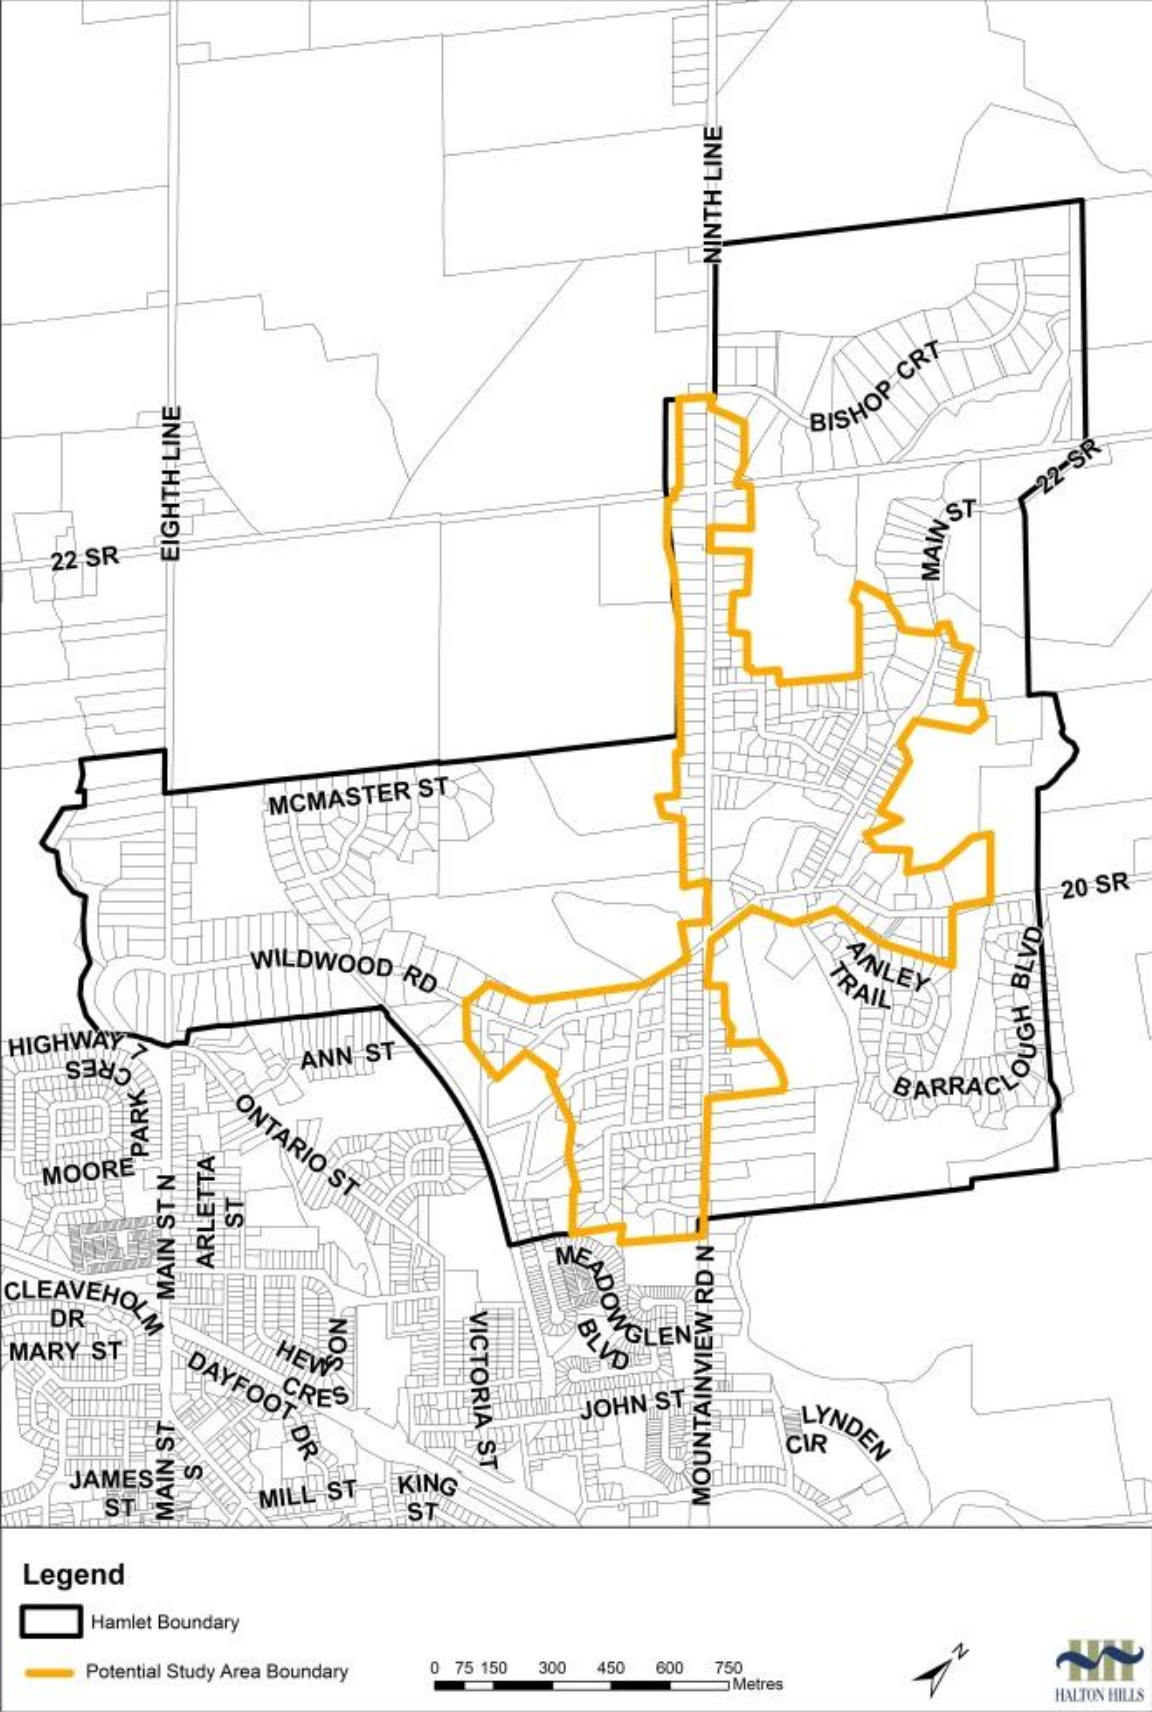 NINTH LINE
BISHOP CRT
EIGHTH LINE
22 SR
MAIN ST
22 SR
MCMASTER ST
20 SR
WILDWOOD RD
AINLEY
TRAIL
BARRACLOUGH BLVD
HIGHWAY 7
PARK
CRES
ANN ST
ONTARIO ST
MOORE
MAIN ST N
ARLETTA
ST
MEADOWGLEN
BLVD
MOUNTAINVIEW RD N
CLEAVEHOLM
DR
MARY ST
HEWSON
CRES
DAYFOOT DR
VICTORIA ST
JOHN ST
LYNDEN
CIR
JAMES
ST
MAIN ST
S
MILL ST
KING
ST
Legend
Hamlet Boundary
Potential Study Area Boundary
0 75 150 300 450 600 750
Metres
N
HALTON HILLS